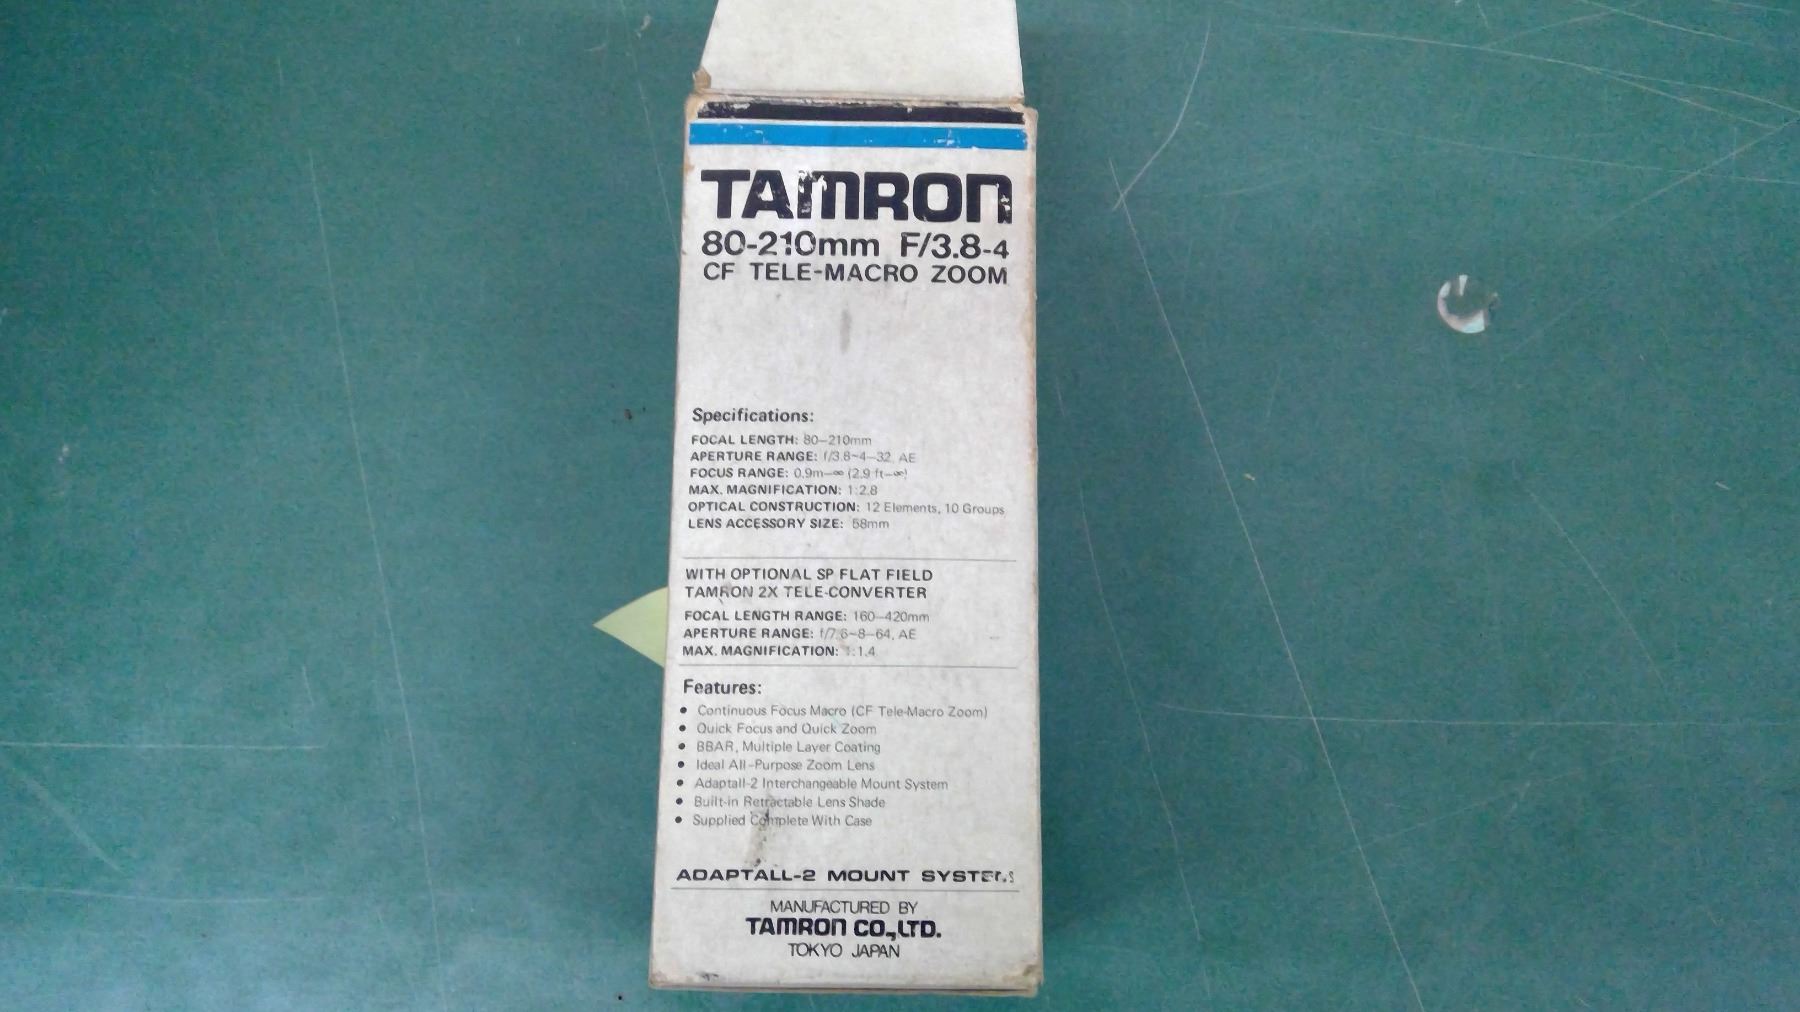 TAMRON
80-210mm F/3.8-4
CF TELE-MACRO ZOOM
Specifications:
FOCAL LENGTH: 80–210mm
APERTURE RANGE: f/3.8~4–32, AE
FOCUS RANGE: 0.9m–∞ (2.9 ft–∞)
MAX. MAGNIFICATION: 1:2.8
OPTICAL CONSTRUCTION: 12 Elements, 10 Groups
LENS ACCESSORY SIZE: 58mm
WITH OPTIONAL SP FLAT FIELD
TAMRON 2X TELE-CONVERTER
FOCAL LENGTH RANGE: 160–420mm
APERTURE RANGE: f/7.6~8–64, AE
MAX. MAGNIFICATION: 1:1.4
Features:
• Continuous Focus Macro (CF Tele-Macro Zoom)
• Quick Focus and Quick Zoom
• BBAR, Multiple Layer Coating
• Ideal All-Purpose Zoom Lens
• Adaptall-2 Interchangeable Mount System
• Built-in Retractable Lens Shade
• Supplied Complete With Case
ADAPTALL-2 MOUNT SYSTEMS
MANUFACTURED BY
TAMRON CO.,LTD.
TOKYO JAPAN